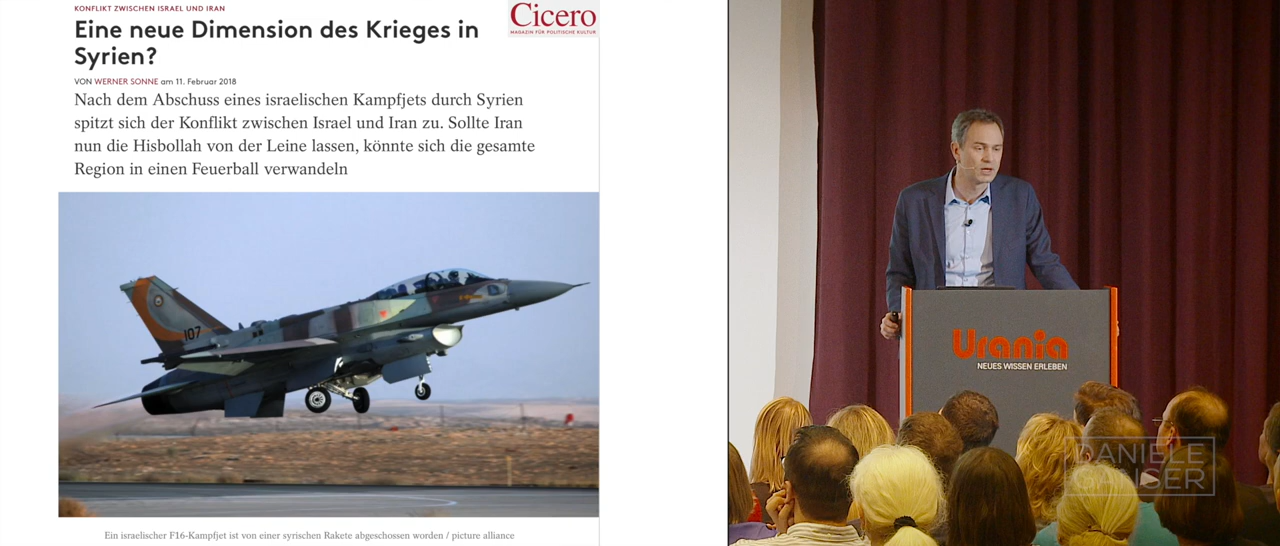 KONFLIKT ZWISCHEN ISRAEL UND IRAN
Eine neue Dimension des Krieges in
Syrien?
Cicero
MAGAZIN FÜR POLITISCHE KULTUR
VON WERNER SONNE am 11. Februar 2018
Nach dem Abschuss eines israelischen Kampfjets durch Syrien
spitzt sich der Konflikt zwischen Israel und Iran zu. Sollte Iran
nun die Hisbollah von der Leine lassen, könnte sich die gesamte
Region in einen Feuerball verwandeln
107
Ein israelischer F16-Kampfjet ist von einer syrischen Rakete abgeschossen worden / picture alliance
Urania
NEUES WISSEN ERLEBEN
DANIELE
GANSER